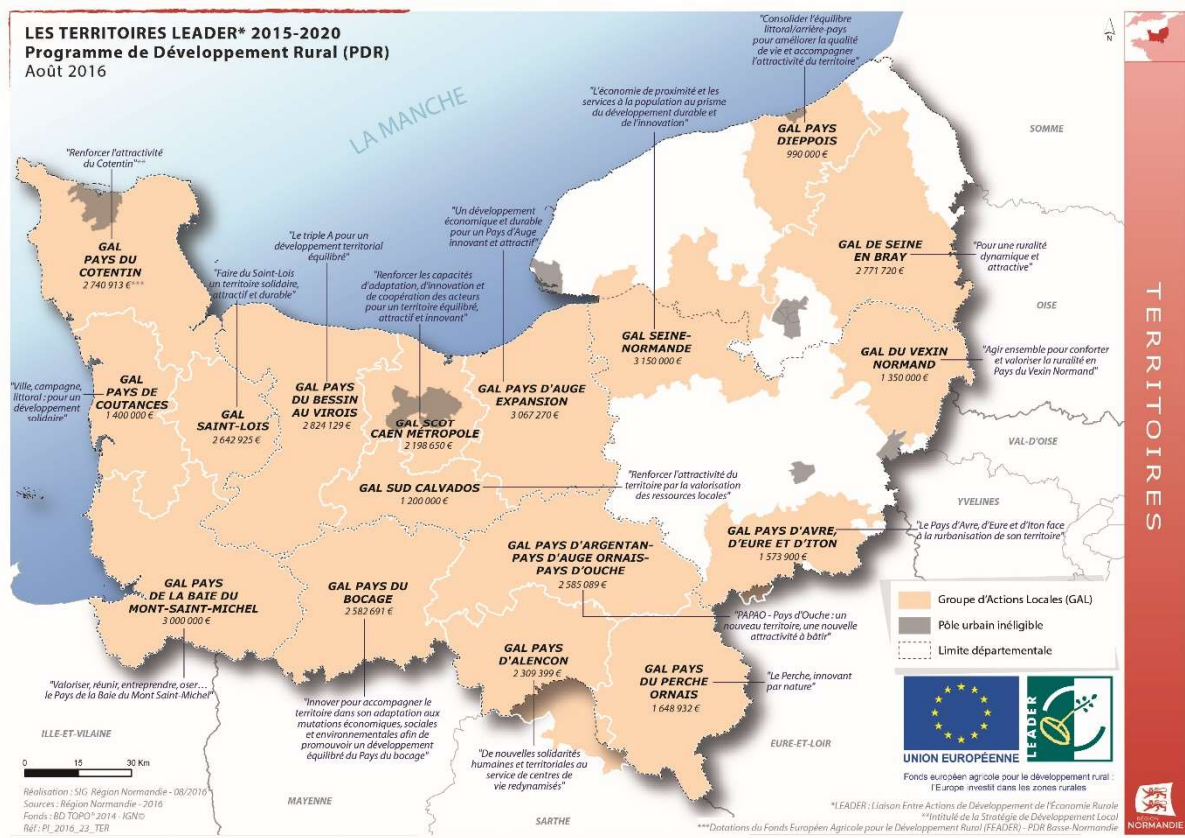 LES TERRITOIRES LEADER* 2015-2020
Programme de Développement Rural (PDR)
Août 2016
LA MANCHE
"Consolider l'équilibre
littoral/arrière-pays
pour améliorer la qualité
de vie et accompagner
l'attractivité du territoire"
N
SOMME
"L'économie de proximité et les
services à la population au prisme
du développement durable et
de l'innovation"
GAL PAYS
DIEPPOIS
990 000 €
"Renforcer l'attractivité
du Cotentin"**
GAL
PAYS DU
COTENTIN
2 740 913 €***
"Faire du Saint-Lois
un territoire solidaire,
attractif et durable"
"Le triple A pour un
développement territorial
équilibré"
"Renforcer les capacités
d'adaptation, d'innovation et
de coopération des acteurs
pour un territoire équilibré,
attractif et innovant"
"Un développement
économique et durable
pour un Pays d'Auge
innovant et attractif"
GAL DE SEINE
EN BRAY
2 771 720 €
"Pour une ruralité
dynamique et
attractive"
OISE
GAL SEINE-
NORMANDE
3 150 000 €
GAL DU VEXIN
NORMAND
1 350 000 €
"Agir ensemble pour conforter
et valoriser la ruralité en
Pays du Vexin Normand"
"Ville, campagne,
littoral : pour un
développement
solidaire"
GAL
PAYS DE
COUTANCES
1 400 000 €
GAL
SAINT-LOIS
2 642 925 €
GAL PAYS
DU BESSIN
AU VIROIS
2 824 129 €
GAL SCOT
CAEN MÉTROPOLE
2 198 650 €
GAL PAYS D'AUGE
EXPANSION
3 067 270 €
VAL-D'OISE
GAL SUD CALVADOS
1 200 000 €
"Renforcer l'attractivité du
territoire par la valorisation
des ressources locales"
YVELINES
GAL PAYS D'AVRE,
D'EURE ET D'ITON
1 573 900 €
"Le Pays d'Avre, d'Eure et d'Iton face
à la rurbanisation de son territoire"
GAL PAYS D'ARGENTAN-
PAYS D'AUGE ORNAIS-
PAYS D'OUCHE
2 585 089 €
GAL PAYS
DE LA BAIE DU
MONT-SAINT-MICHEL
3 000 000 €
GAL PAYS DU
BOCAGE
2 582 691 €
"PAPAO - Pays d'Ouche : un
nouveau territoire, une nouvelle
attractivité à bâtir"
GAL PAYS
D'ALENCON
2 309 399 €
GAL PAYS
DU PERCHE
ORNAIS
1 648 932 €
"Le Perche, innovant
par nature"
"Valoriser, réunir, entreprendre, oser...
le Pays de la Baie du Mont Saint-Michel"
"Innover pour accompagner le
territoire dans son adaptation aux
mutations économiques, sociales
et environnementales afin de
promouvoir un développement
équilibré du Pays du bocage"
"De nouvelles solidarités
humaines et territoriales au
service de centres de
vie redynamisés"
ILLE-ET-VILAINE
MAYENNE
SARTHE
EURE-ET-LOIR
Groupe d'Actions Locales (GAL)
Pôle urbain inéligible
Limite départementale
UNION EUROPÉENNE
LEADER
Fonds européen agricole pour le développement rural :
l'Europe investit dans les zones rurales
0 15 30 Km
Réalisation : SIG Région Normandie - 08/2016
Sources : Région Normandie - 2016
Fonds : BD TOPO® 2014 - IGN©
Réf : PI_2016_23_TER
*LEADER : Liaison Entre Actions de Développement de l'Économie Rurale
**Intitulé de la Stratégie de Développement Local
***Dotations du Fonds Européen Agricole pour le Développement Rural (FEADER) - PDR Basse-Normandie
TERRITOIRES
RÉGION
NORMANDIE